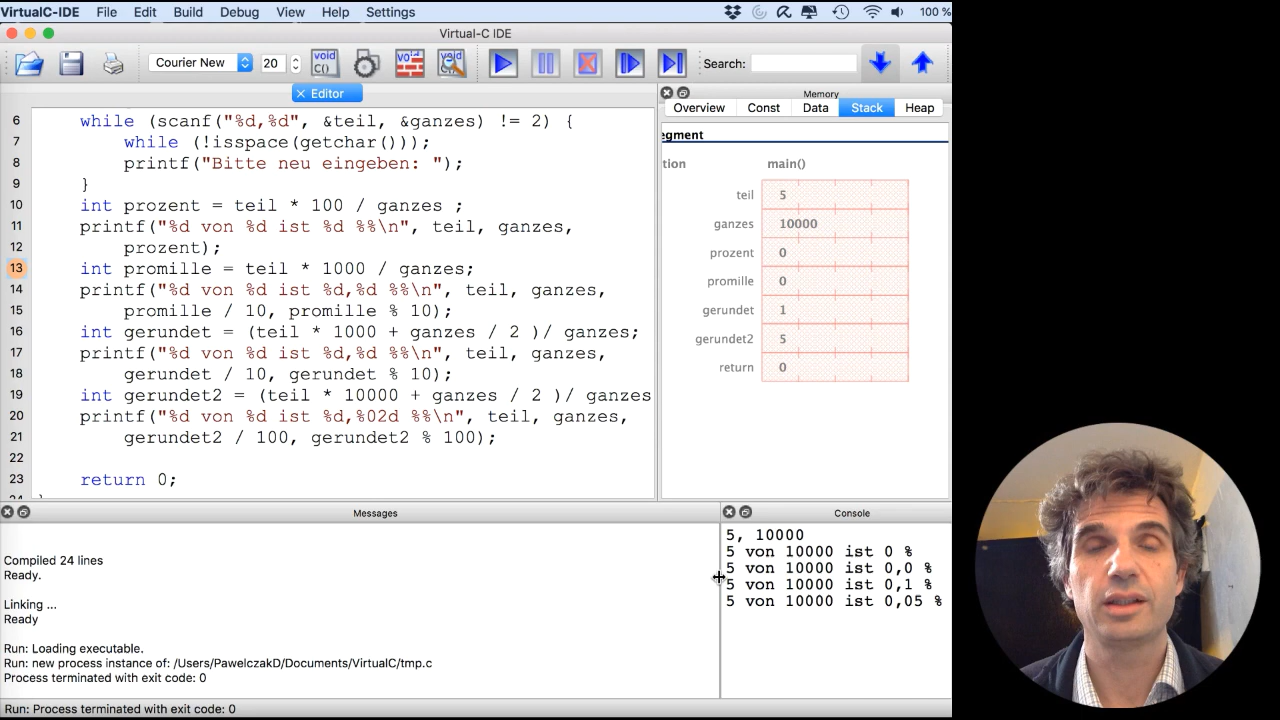 VirtualC-IDE File Edit Build Debug View Help Settings 100 %
Virtual-C IDE
Courier New 20 void C() void void C() Search:
Editor
6 while (ssnf("%d,%d", &teil, &ganzes) != 2) {
7 while (!isspace(getchar()));
8 printf("Bitte neu eingeben: ");
9 }
10 int prozent = teil * 100 / ganzes ;
11 printf("%d von %d ist %d %%\n", teil, ganzes,
12 prozent);
13 int promille = teil * 1000 / ganzes;
14 printf("%d von %d ist %d,%d %%\n", teil, ganzes,
15 promille / 10, promille % 10);
16 int gerundet = (teil * 1000 + ganzes / 2 )/ ganzes;
17 printf("%d von %d ist %d,%d %%\n", teil, ganzes,
18 gerundet / 10, gerundet % 10);
19 int gerundet2 = (teil * 10000 + ganzes / 2 )/ ganzes
20 printf("%d von %d ist %d,%02d %%\n", teil, ganzes,
21 gerundet2 / 100, gerundet2 % 100);
22
23 return 0;
24 }
Memory
Overview Const Data Stack Heap
egment
tion main()
teil 5
ganzes 10000
prozent 0
promille 0
gerundet 1
gerundet2 5
return 0
Messages
Compiled 24 lines
Ready.
Linking ...
Ready
Run: Loading executable.
Run: new process instance of: /Users/PawelczakD/Documents/VirtualC/tmp.c
Process terminated with exit code: 0
Console
5, 10000
5 von 10000 ist 0 %
5 von 10000 ist 0,0 %
5 von 10000 ist 0,1 %
5 von 10000 ist 0,05 %
Run: Process terminated with exit code: 0